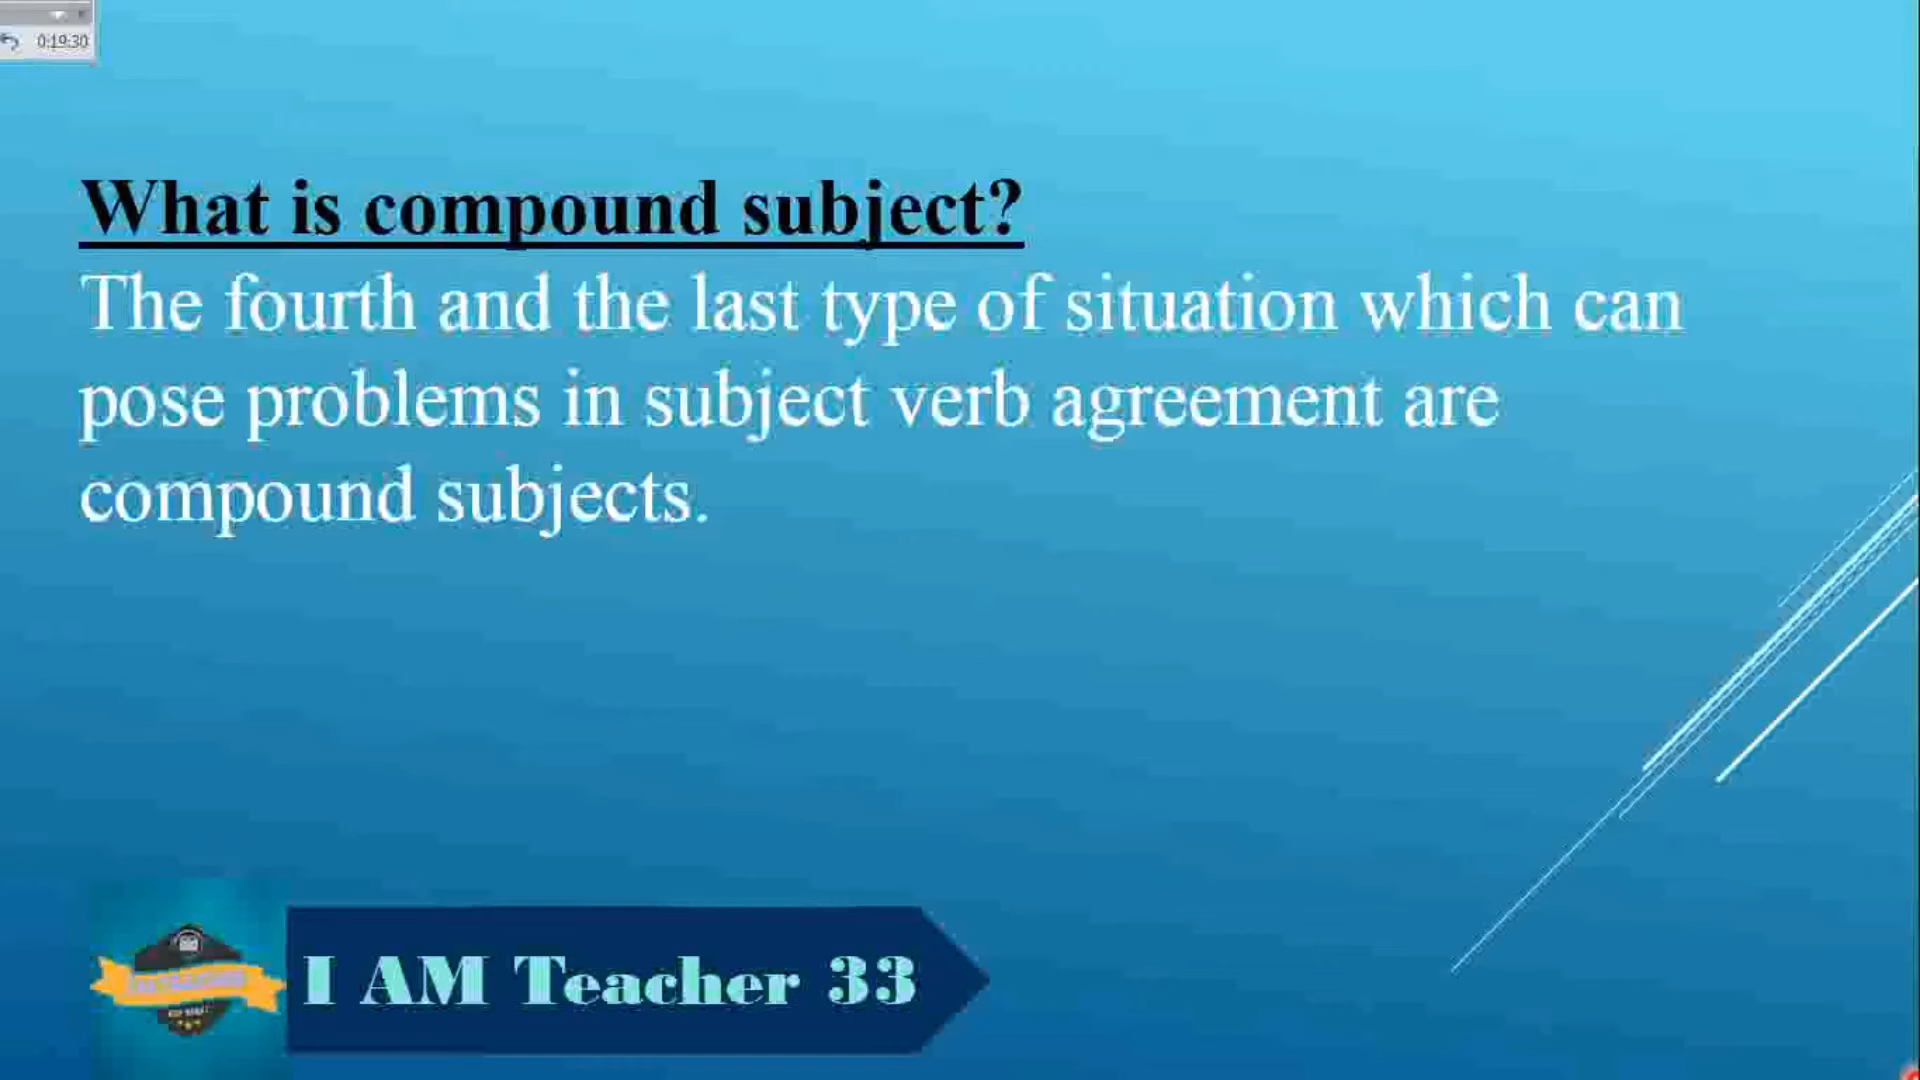 0:19:30
What is compound subject?
The fourth and the last type of situation which can
pose problems in subject verb agreement are
compound subjects.
I AM Teacher 33